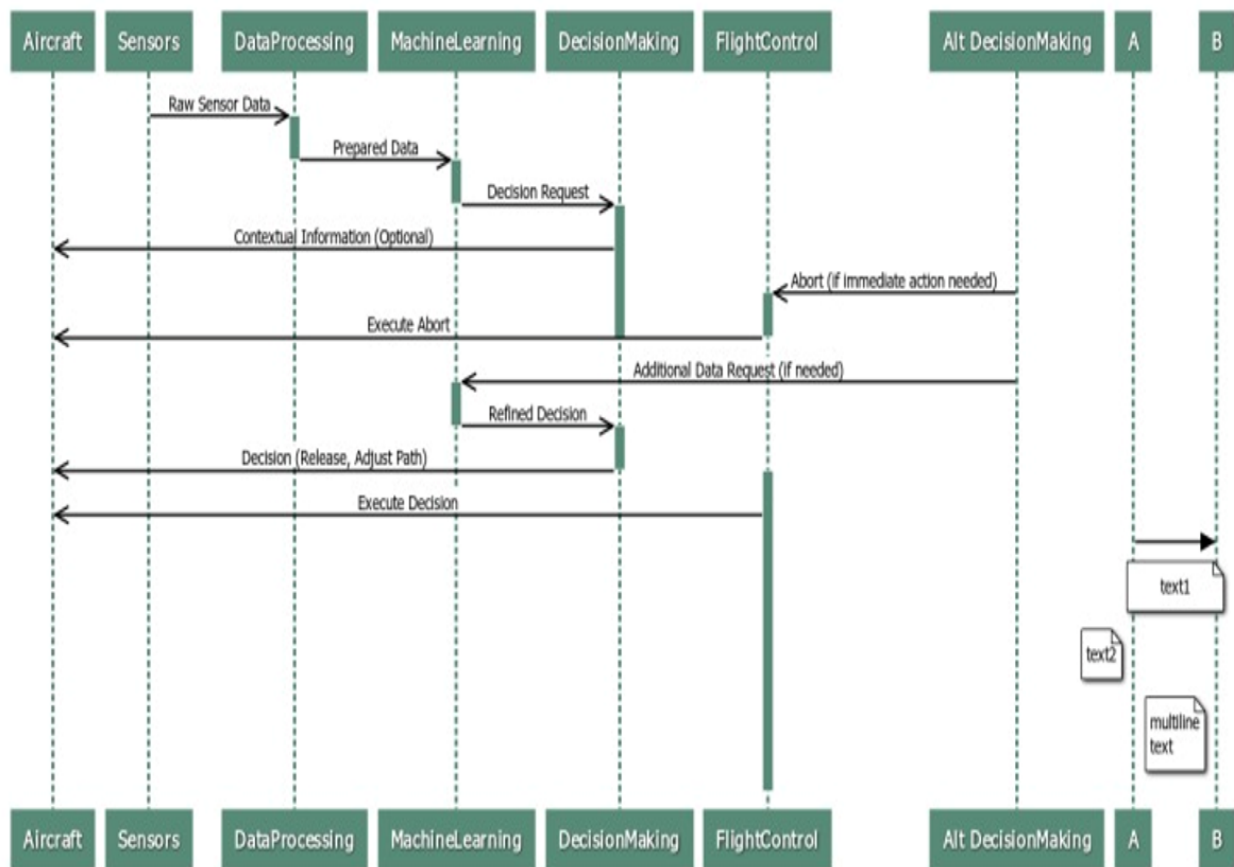 Aircraft
Sensors
DataProcessing
MachineLearning
DecisionMaking
FlightControl
Alt DecisionMaking
A
B
Raw Sensor Data
Prepared Data
Decision Request
Contextual Information (Optional)
Abort (if immediate action needed)
Execute Abort
Additional Data Request (if needed)
Refined Decision
Decision (Release, Adjust Path)
Execute Decision
text1
text2
multiline
text
Aircraft
Sensors
DataProcessing
MachineLearning
DecisionMaking
FlightControl
Alt DecisionMaking
A
B